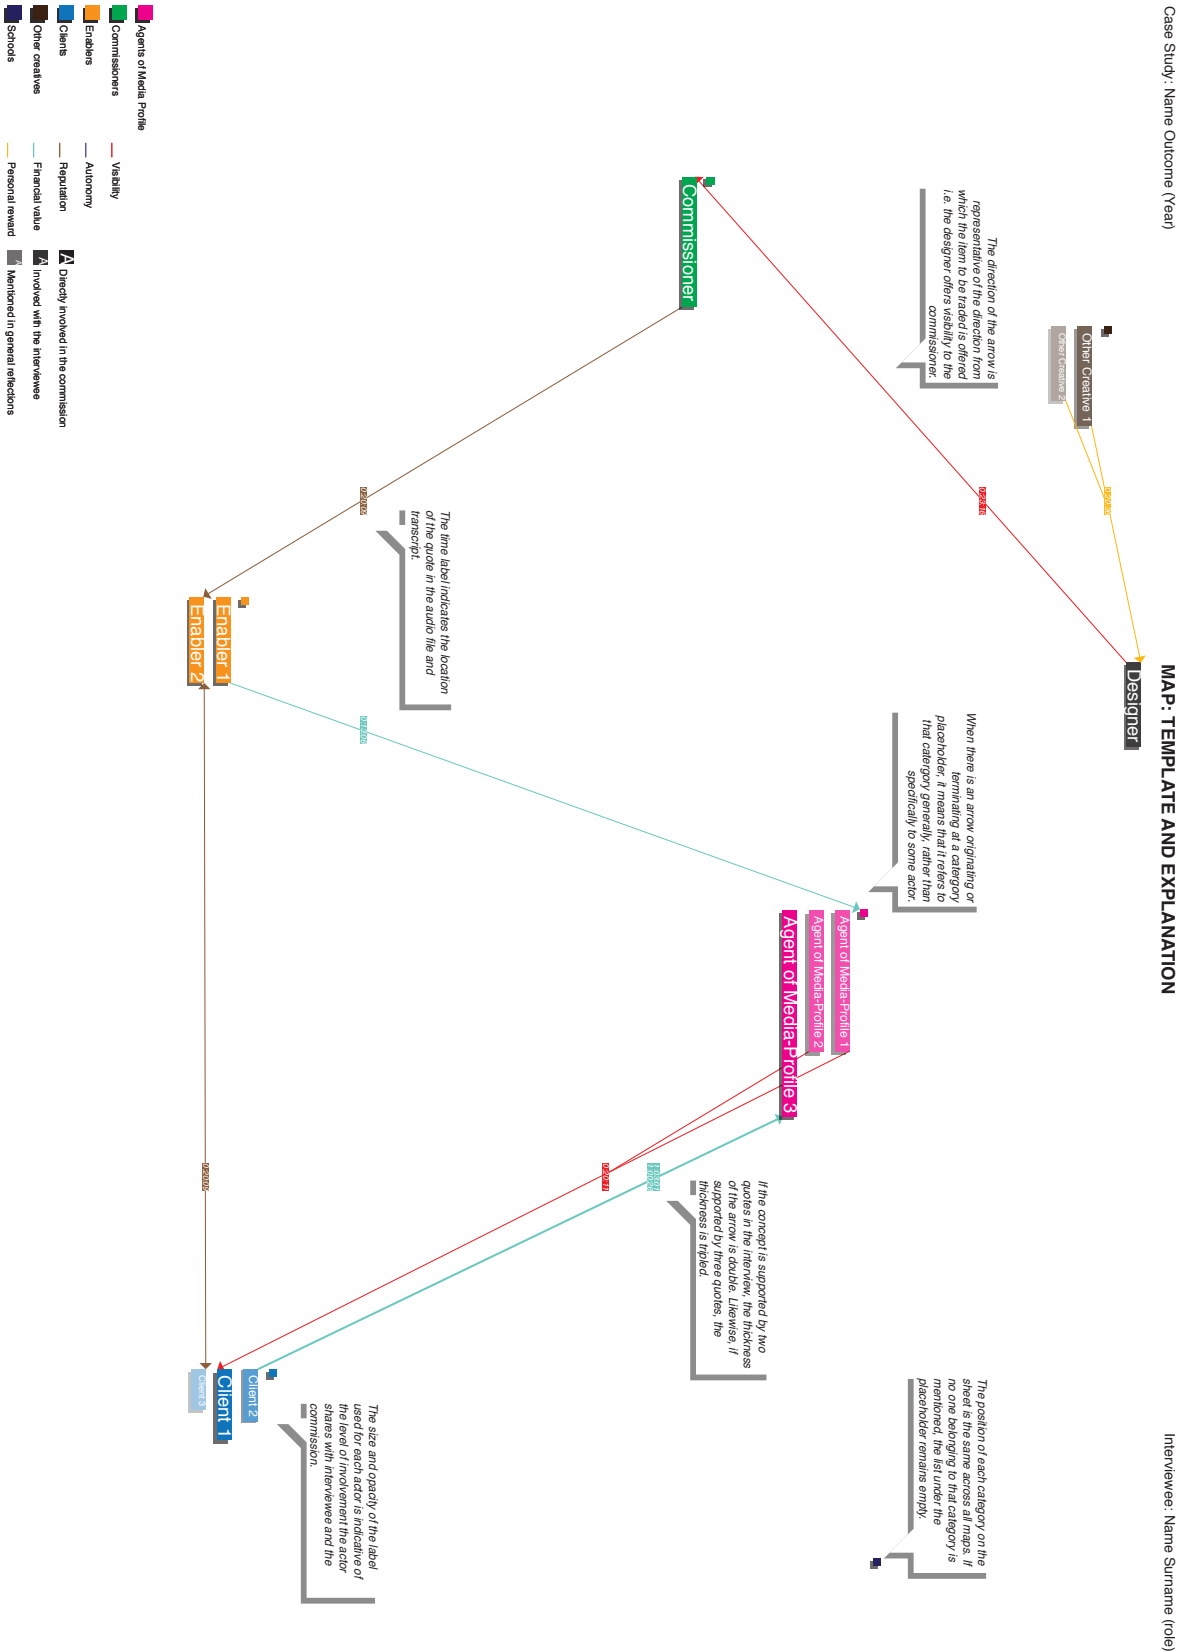 Case Study: Name Outcome (Year)
MAP: TEMPLATE AND EXPLANATION
Interviewee: Name Surname (role)
Designer
Other Creative 1
Other Creative 2
The direction of the arrow is
representative of the direction from
which the item to be traded is offered
i.e. the designer offers visibility to the
commissioner.
When there is an arrow originating or
terminating at a catergory
placeholder, it means that it refers to
that catergory generally, rather than
specifically to some actor.
The position of each category on the
sheet is the same across all maps. If
no one belonging to that category is
mentioned, the list under the
placeholder remains empty.
Commissioner
Agent of Media-Profile 1
Agent of Media-Profile 2
Agent of Media-Profile 3
If the concept is supported by two
quotes in the interview, the thickness
of the arrow is double. Likewise, if
supported by three quotes, the
thickness is tripled.
The time label indicates the location
of the quote in the audio file and
transcript.
The size and opacity of the label
used for each actor is indicative of
the level of involvement the actor
shares with interviewee and the
commission.
Enabler 1
Enabler 2
Client 2
Client 1
Client 3
Agents of Media Profile
Commissioners
Visibility
Enablers
Autonomy
Clients
Reputation
A Directly involved in the commission
Other creatives
Financial value
A Involved with the interviewee
Schools
Personal reward
A Mentioned in general reflections